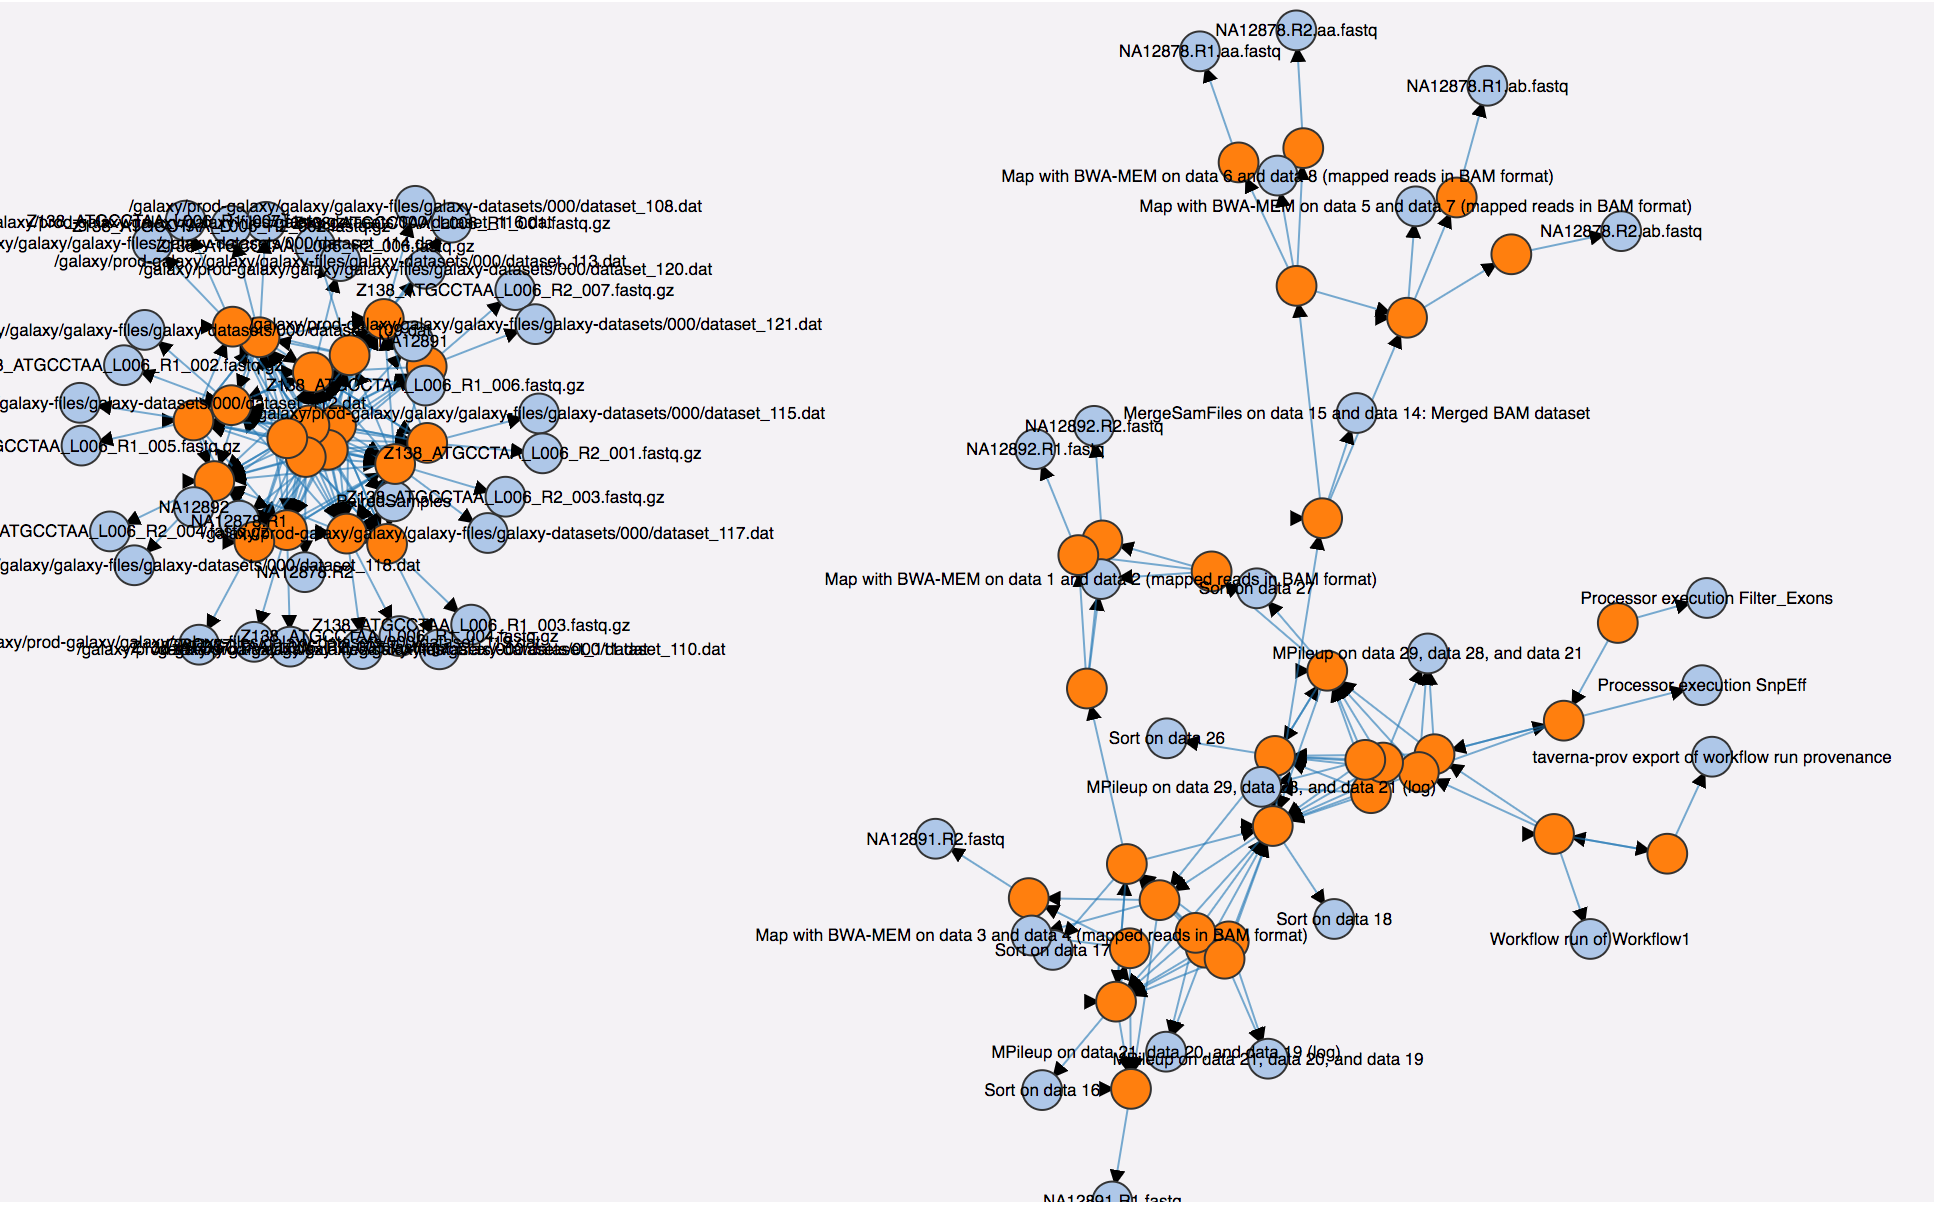 NA12878.R2.aa.fastq
NA12878.R1.aa.fastq
NA12878.R1.ab.fastq
Map with BWA-MEM on data 6 and data 8 (mapped reads in BAM format)
Map with BWA-MEM on data 5 and data 7 (mapped reads in BAM format)
NA12878.R2.ab.fastq
/galaxy/prod-galaxy/galaxy-files/galaxy-datasets/000/dataset_108.dat
/galaxy/prod-galaxy/galaxy-files/galaxy-datasets/000/dataset_113.dat
/galaxy/prod-galaxy/galaxy-files/galaxy-datasets/000/dataset_120.dat
Z138_ATGCCTAA_L006_R2_007.fastq.gz
galaxy/prod-galaxy/galaxy-files/galaxy-datasets/000/dataset_121.dat
NA12891
_ATGCCTAA_L006_R1_002.fastq.gz
Z138_ATGCCTAA_L006_R1_006.fastq.gz
galaxy-files/galaxy-datasets/000/dataset_112.dat
galaxy/prod-galaxy/galaxy-files/galaxy-datasets/000/dataset_115.dat
MergeSamFiles on data 15 and data 14: Merged BAM dataset
NA12892.R2.fastq
NA12892.R1.fastq
GCCTAA_L006_R1_005.fastq.gz
Z138_ATGCCTAA_L006_R2_001.fastq.gz
Z138_ATGCCTAA_L006_R2_003.fastq.gz
PairedSamples
NA12892
NA12878.R1
ATGCCTAA_L006_R2_004.fastq.gz
/prod-galaxy/galaxy-files/galaxy-datasets/000/dataset_117.dat
galaxy/galaxy-files/galaxy-datasets/000/dataset_118.dat
NA12878.R2
Map with BWA-MEM on data 1 and data 2 (mapped reads in BAM format)
Sort on data 27
Processor execution Filter_Exons
Z138_ATGCCTAA_L006_R1_003.fastq.gz
Z138_ATGCCTAA_L006_R1_004.fastq.gz
MPileup on data 29, data 28, and data 21
Processor execution SnpEff
Sort on data 26
taverna-prov export of workflow run provenance
MPileup on data 29, data 28, and data 21 (log)
NA12891.R2.fastq
Sort on data 18
Map with BWA-MEM on data 3 and data 4 (mapped reads in BAM format)
Workflow run of Workflow1
Sort on data 17
MPileup on data 21, data 20, and data 19 (log)
MPileup on data 21, data 20, and data 19
Sort on data 16
NA12891.R1.fastq